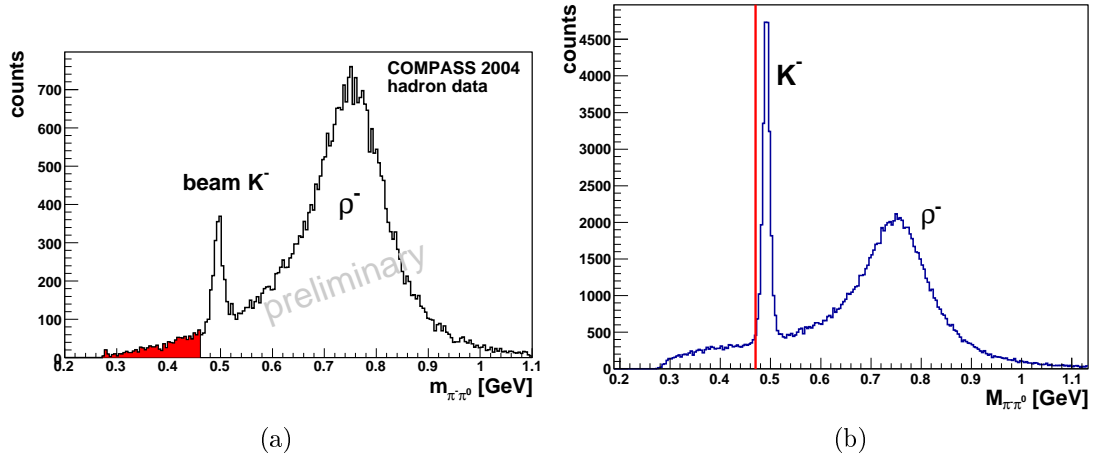 counts
700
600
500
400
300
200
100
0
0.2 0.3 0.4 0.5 0.6 0.7 0.8 0.9 1 1.1
COMPASS 2004
hadron data
beam K⁻
ρ⁻
preliminary
m π⁻π⁰ [GeV]
(a)
counts
4500
4000
3500
3000
2500
2000
1500
1000
500
0
0.2 0.3 0.4 0.5 0.6 0.7 0.8 0.9 1 1.1
K⁻
ρ⁻
M π⁻π⁰ [GeV]
(b)